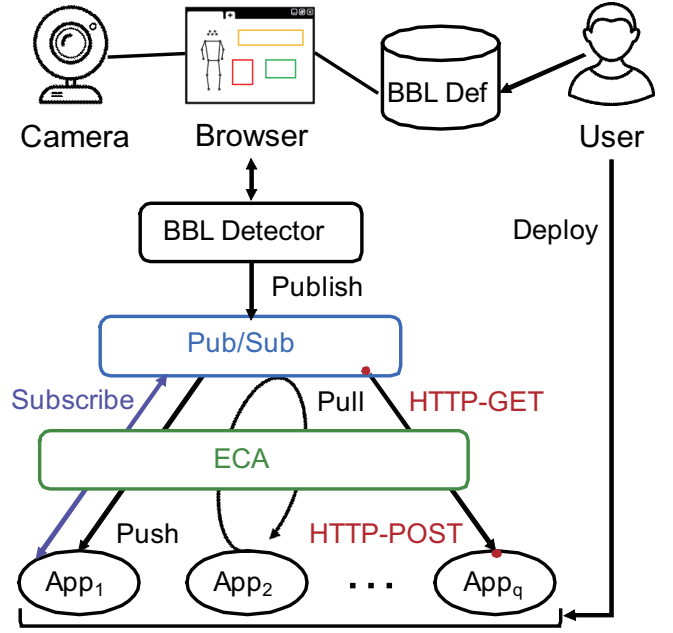 BBL Def
Camera
Browser
User
BBL Detector
Deploy
Publish
Pub/Sub
Subscribe
Pull
HTTP-GET
ECA
Push
HTTP-POST
App₁
App₂
...
App_q